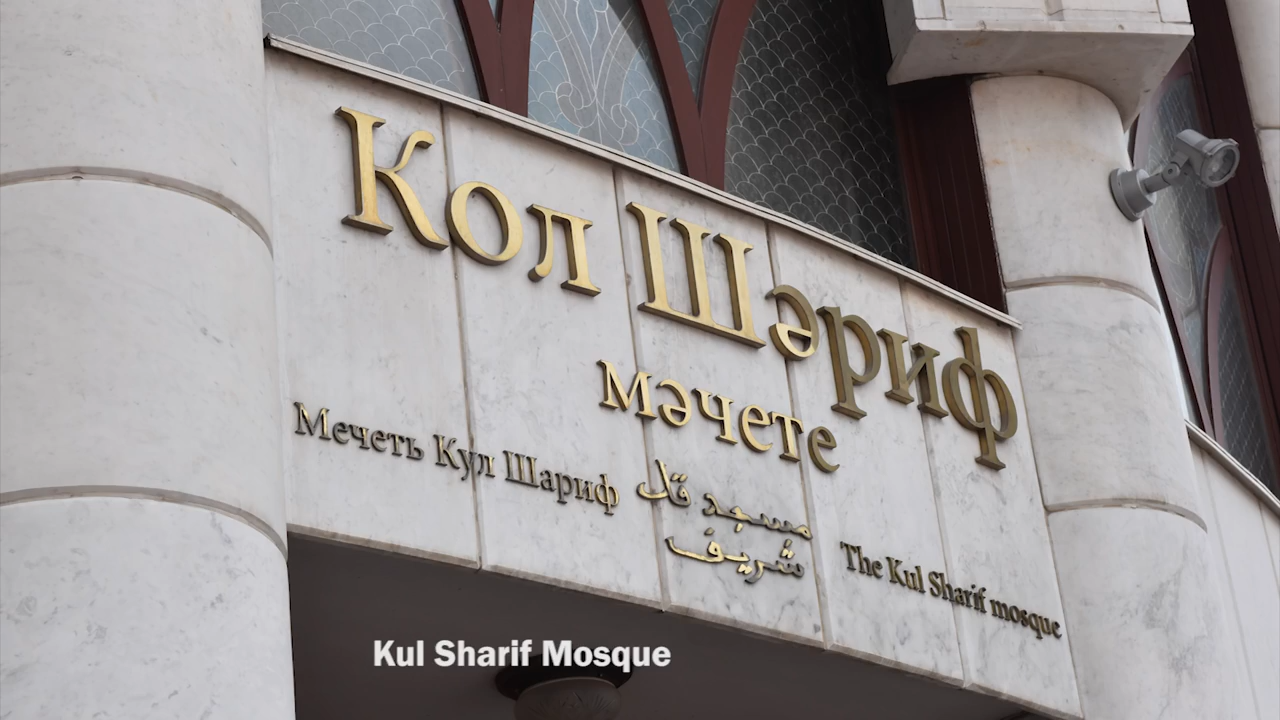 Кол Шәриф
мәчете
Мечеть Кул Шариф
مسجد قل
شريف
The Kul Sharif mosque
Kul Sharif Mosque